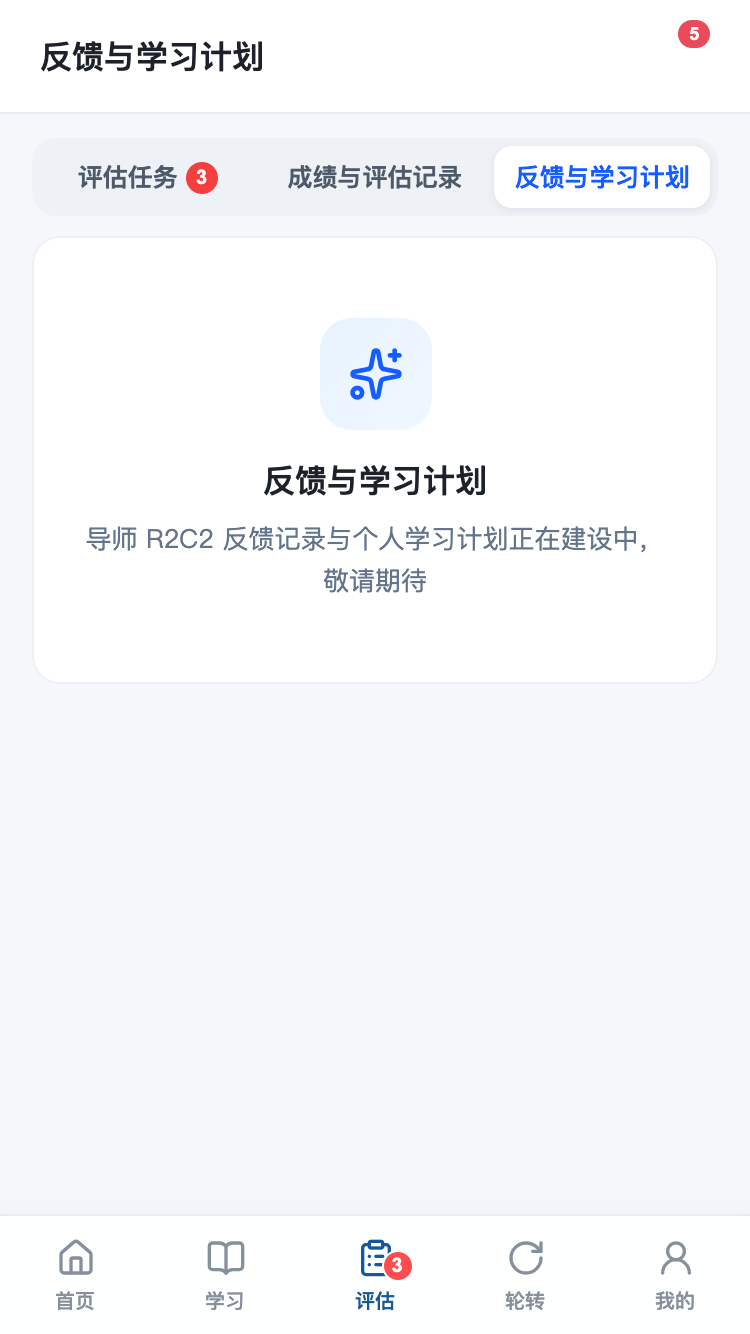 反馈与学习计划
5
评估任务 3
成绩与评估记录
反馈与学习计划
反馈与学习计划
导师 R2C2 反馈记录与个人学习计划正在建设中，
敬请期待
3
首页
学习
评估
轮转
我的